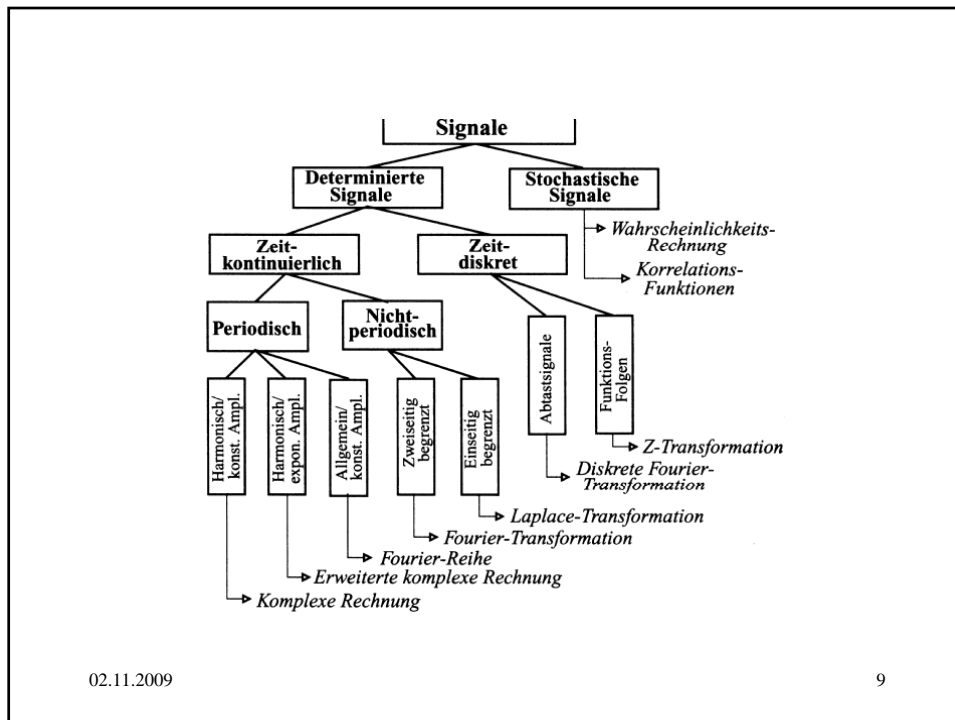 Signale
Determinierte
Signale
Stochastische
Signale
Wahrscheinlichkeits-
Rechnung
Korrelations-
Funktionen
Zeit-
kontinuierlich
Zeit-
diskret
Periodisch
Nicht-
periodisch
Harmonisch/
konst. Ampl.
Harmonisch/
expon. Ampl.
Allgemein/
konst. Ampl.
Zweiseitig
begrenzt
Einseitig
begrenzt
Abtastsignale
Funktions-
Folgen
Z-Transformation
Diskrete Fourier-
Transformation
Laplace-Transformation
Fourier-Transformation
Fourier-Reihe
Erweiterte komplexe Rechnung
Komplexe Rechnung
02.11.2009
9